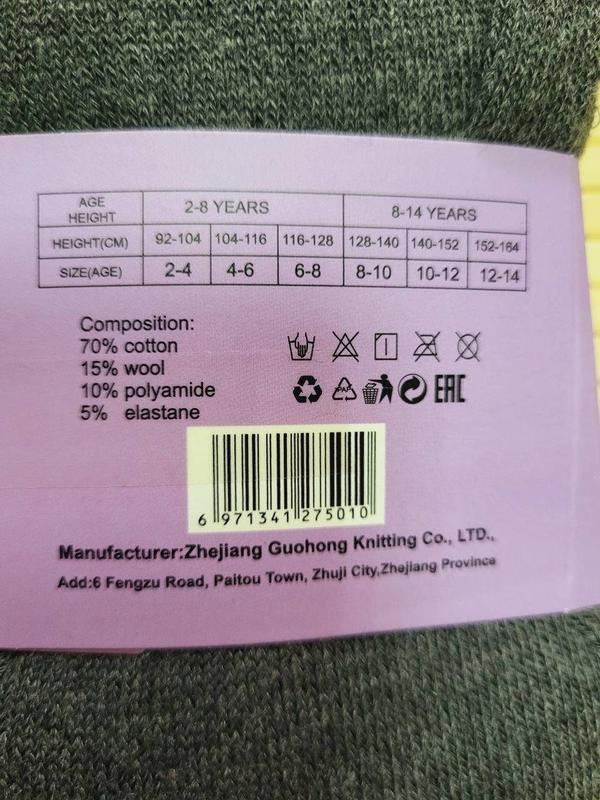 AGE HEIGHT 2-8 YEARS 8-14 YEARS
HEIGHT(CM) 92-104 104-116 116-128 128-140 140-152 152-164
SIZE(AGE) 2-4 4-6 6-8 8-10 10-12 12-14
Composition:
70% cotton
15% wool
10% polyamide
5% elastane
PAP
EAC
6 971341 275010
Manufacturer:Zhejiang Guohong Knitting Co., LTD.,
Add:6 Fengzu Road, Paitou Town, Zhuji City,Zhejiang Province